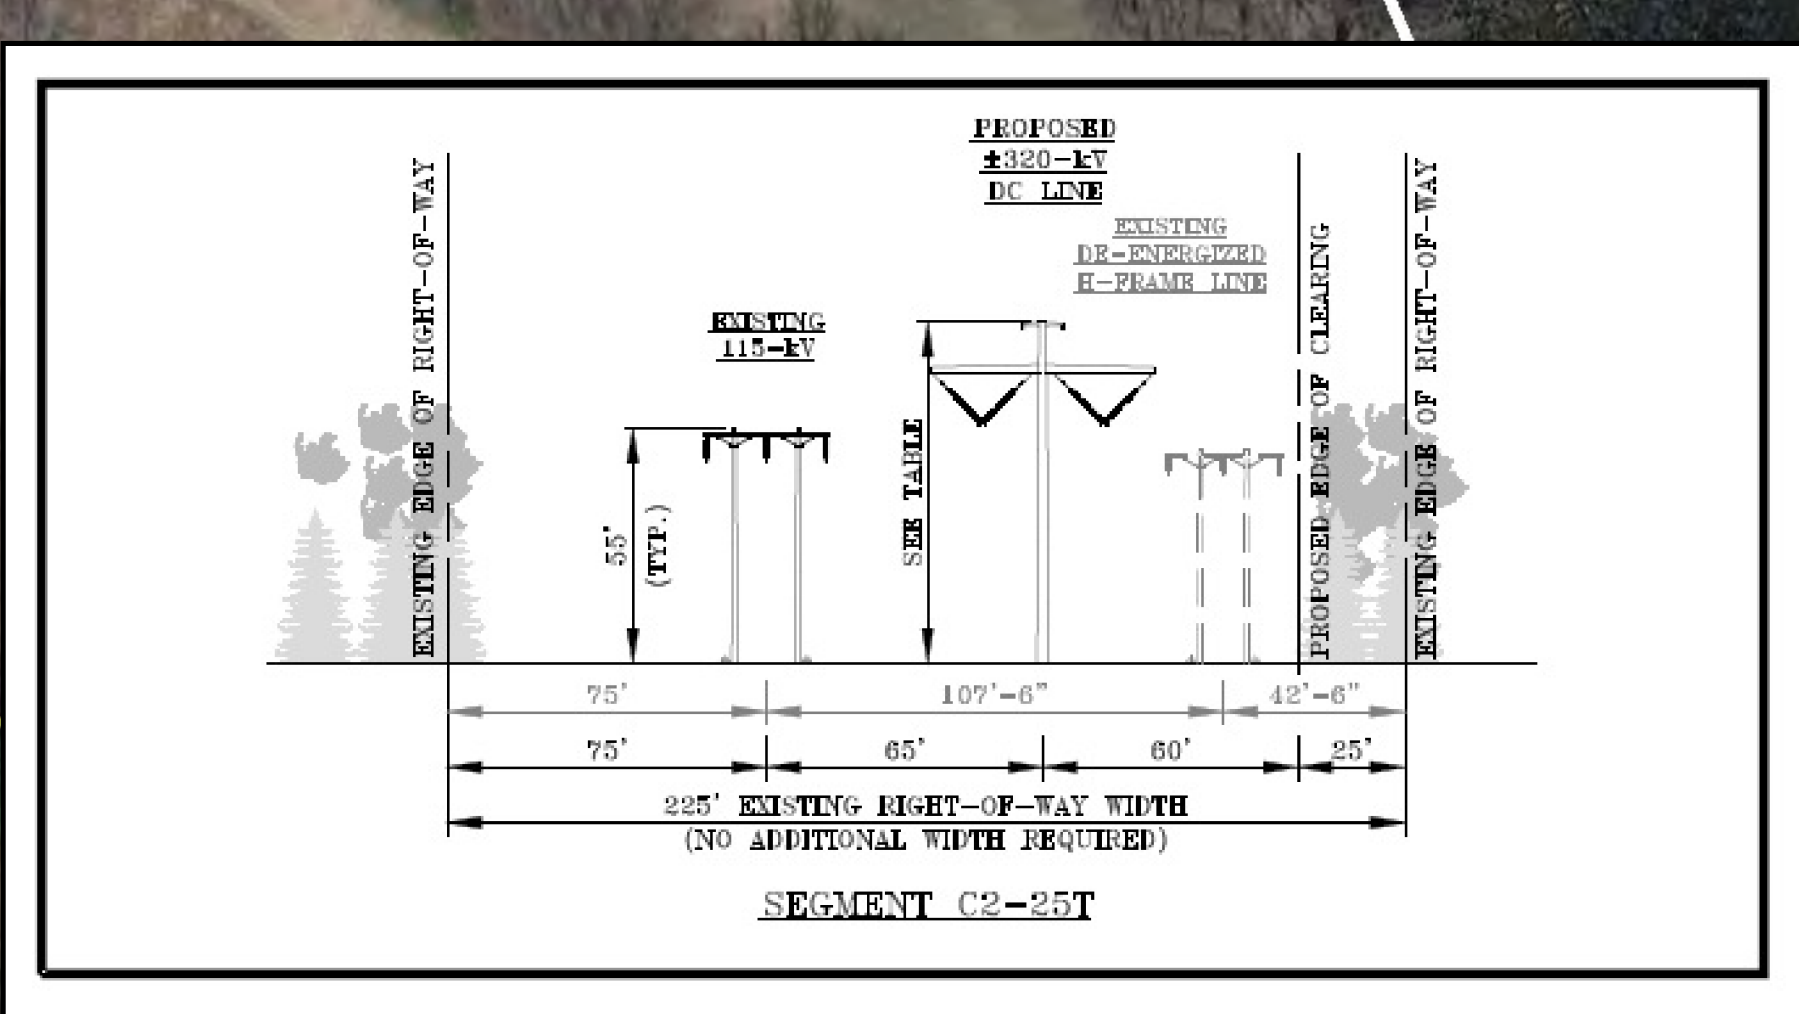 PROPOSED
±320-kV
DC LINE
EXISTING
DE-ENERGIZED
H-FRAME LINE
EXISTING
115-kV
EXISTING EDGE OF RIGHT-OF-WAY
55'
(TYP.)
SEE TABLE
PROPOSED EDGE OF CLEARING
EXISTING EDGE OF RIGHT-OF-WAY
75'
107'-6"
42'-6"
75'
65'
60'
25'
225' EXISTING RIGHT-OF-WAY WIDTH
(NO ADDITIONAL WIDTH REQUIRED)
SEGMENT C2-25T